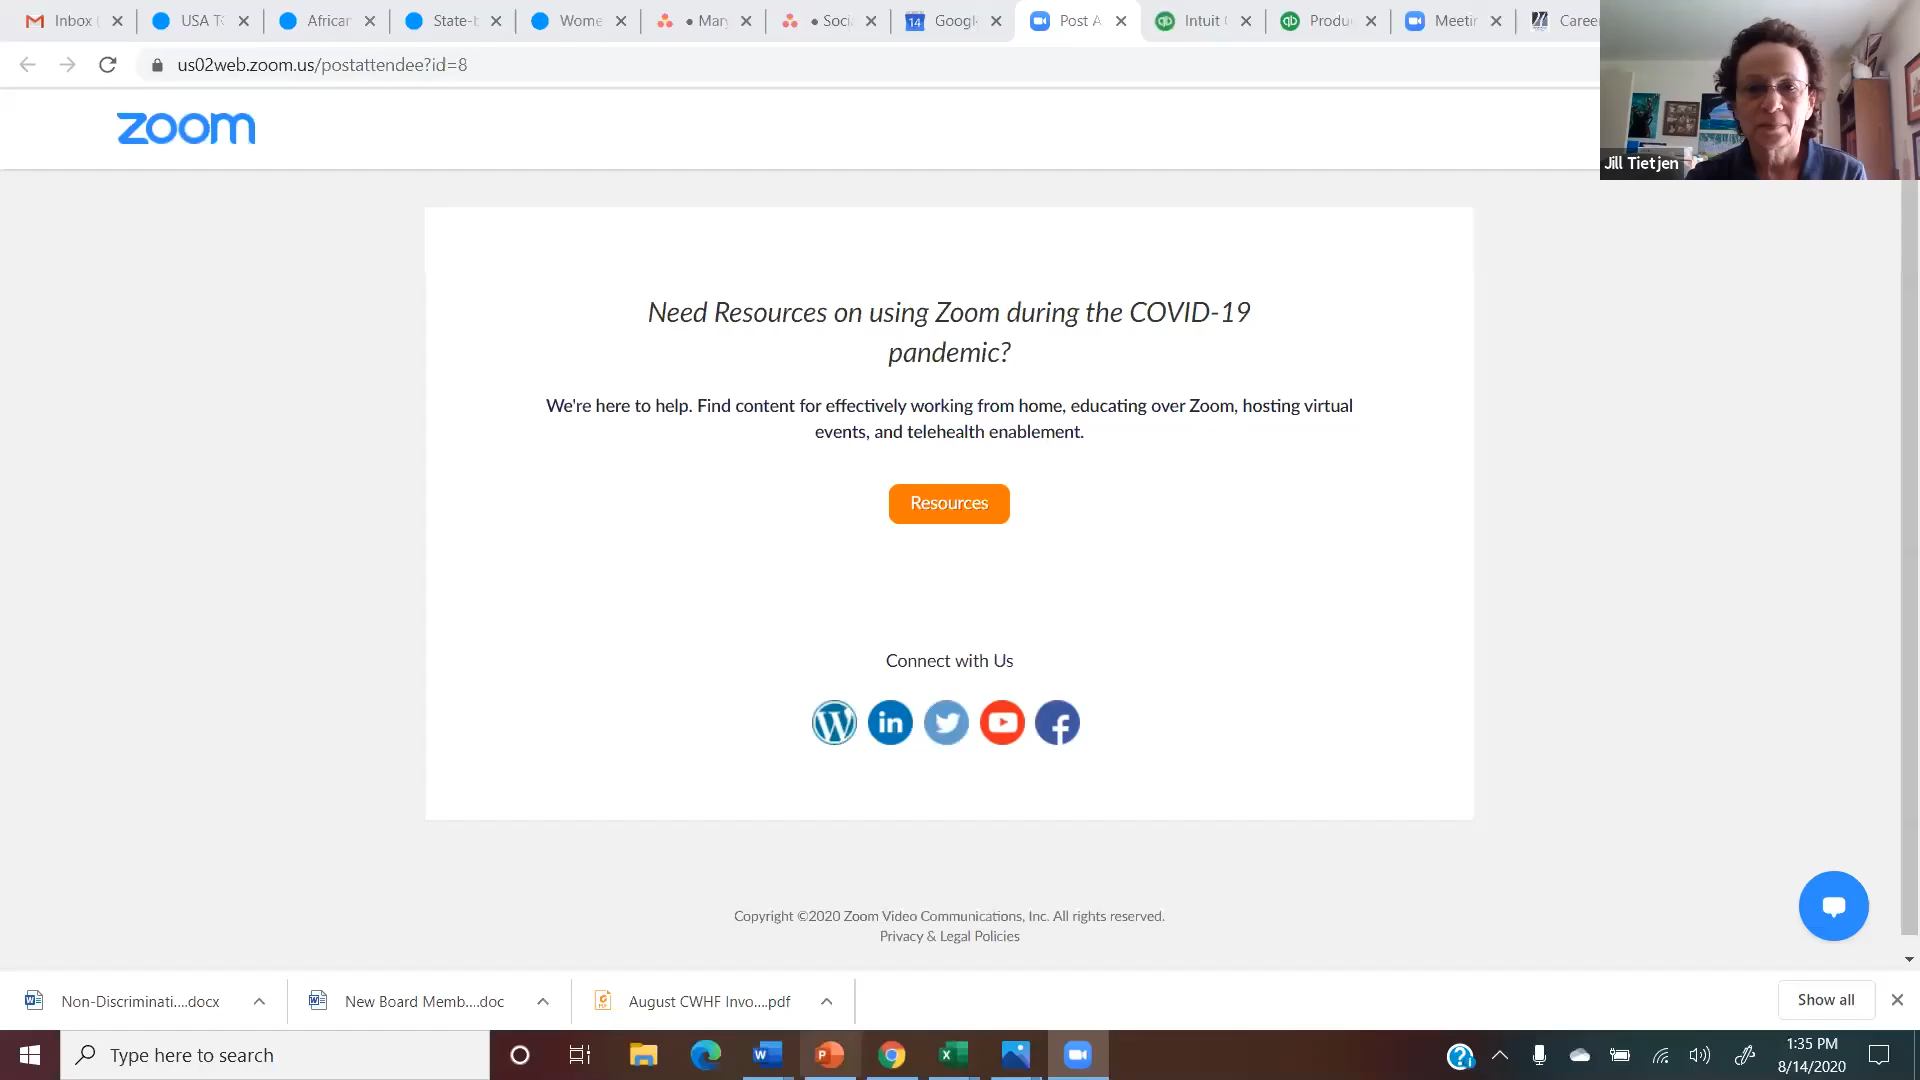 Inbox
USA T
African
State-b
Wome
• Mary
• Soci
14
Googl
Post A
Intuit
Produ
Meetin
Caree
us02web.zoom.us/postattendee?id=8
Jill Tietjen
zoom
Need Resources on using Zoom during the COVID-19
pandemic?
We're here to help. Find content for effectively working from home, educating over Zoom, hosting virtual
events, and telehealth enablement.
Resources
Connect with Us
Copyright ©2020 Zoom Video Communications, Inc. All rights reserved.
Privacy & Legal Policies
Non-Discriminati....docx
New Board Memb....doc
August CWHF Invo....pdf
Show all
Type here to search
1:35 PM
8/14/2020